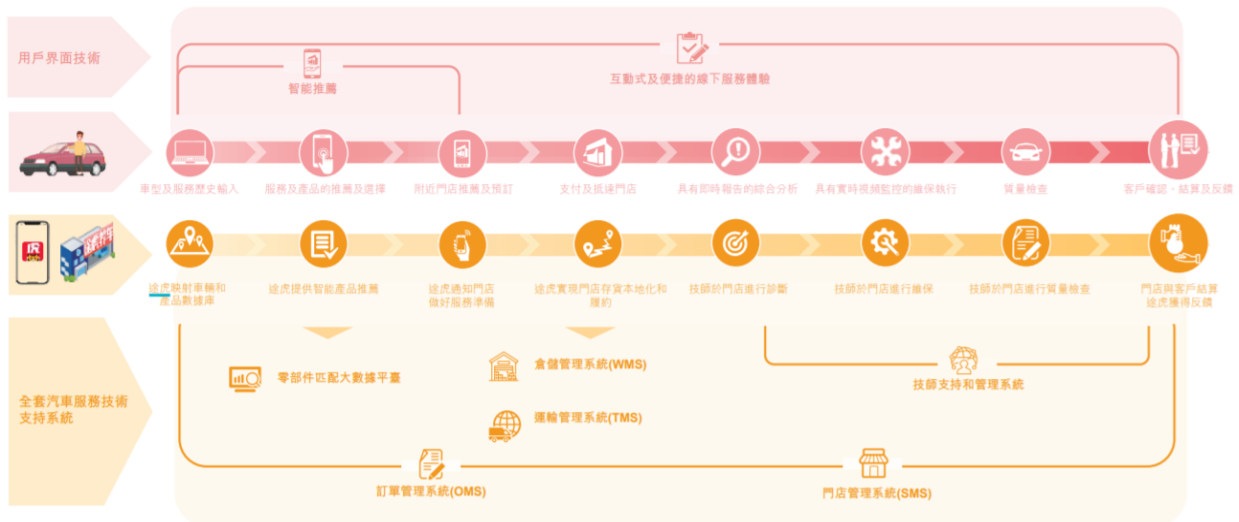 用戶界面技術
智能推薦
互動式及便捷的線下服務體驗
車型及服務歷史輸入
服務及產品的推薦及選擇
附近門店推薦及預訂
支付及抵達門店
具有即時報告的綜合分析
具有實時視頻監控的維保執行
質量檢查
客戶確認、結算及反饋
途虎映射車輛和
產品數據庫
途虎提供智能產品推薦
途虎通知門店
做好服務準備
途虎實現門店存貨本地化和
履約
技師於門店進行診斷
技師於門店進行維保
技師於門店進行質量檢查
門店與客戶結算
途虎獲得反饋
全套汽車服務技術
支持系統
零部件匹配大數據平臺
倉儲管理系統(WMS)
運輸管理系統(TMS)
技師支持和管理系統
訂單管理系統(OMS)
門店管理系統(SMS)